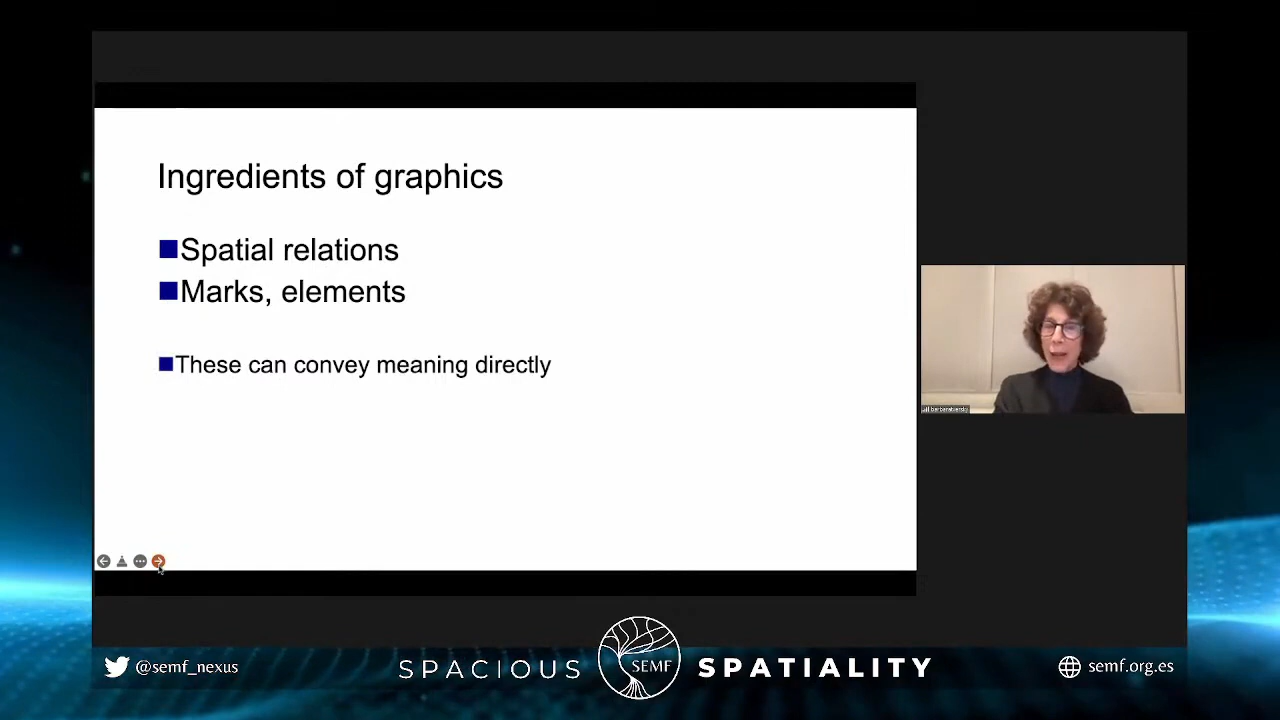 Ingredients of graphics
Spatial relations
Marks, elements
These can convey meaning directly
barbaratversky
@semf_nexus
SPACIOUS
SEMF
SPATIALITY
semf.org.es